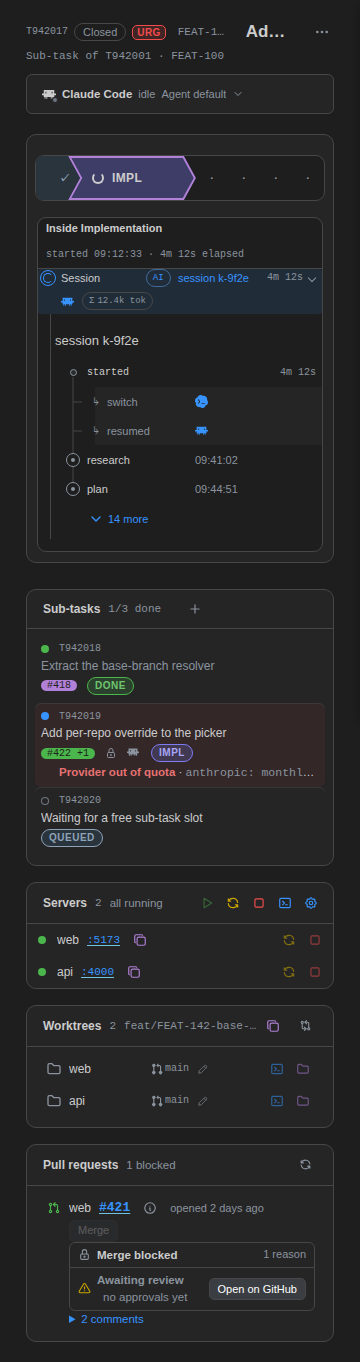 T942017 Closed URG FEAT-1… Ad…
Sub-task of T942001 · FEAT-100
Claude Code idle Agent default
✓ IMPL
Inside Implementation
started 09:12:33 · 4m 12s elapsed
Session AI session k-9f2e 4m 12s
Σ 12.4k tok
session k-9f2e
started 4m 12s
↳ switch
↳ resumed
research 09:41:02
plan 09:44:51
14 more
Sub-tasks 1/3 done
T942018
Extract the base-branch resolver
#418 DONE
T942019
Add per-repo override to the picker
#422 +1 IMPL
Provider out of quota · anthropic: monthl…
T942020
Waiting for a free sub-task slot
QUEUED
Servers 2 all running
web :5173
api :4000
Worktrees 2 feat/FEAT-142-base-…
web main
api main
Pull requests 1 blocked
web #421 opened 2 days ago
Merge
Merge blocked 1 reason
Awaiting review
no approvals yet
Open on GitHub
2 comments